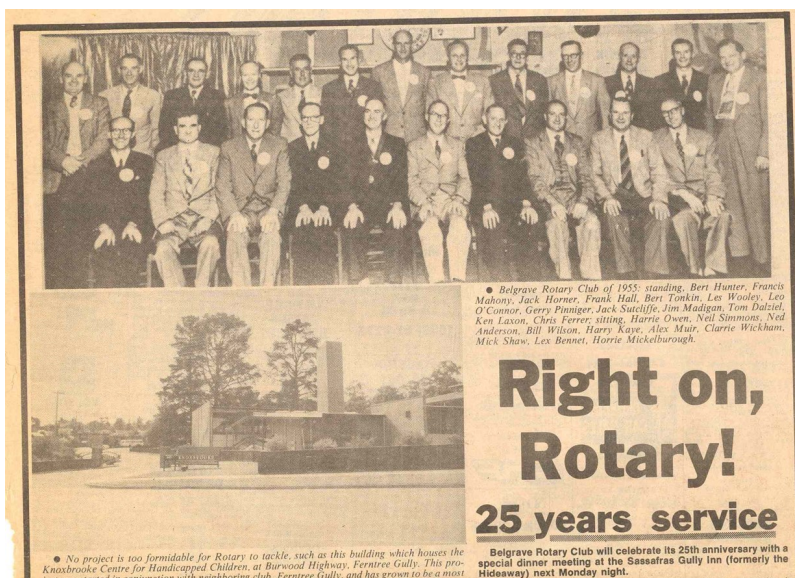 ● Belgrave Rotary Club of 1955: standing, Bert Hunter, Francis
Mahony, Jack Horner, Frank Hall, Bert Tonkin, Les Wooley, Leo
O'Connor, Gerry Pinniger, Jack Sutcliffe, Jim Madigan, Tom Dalziel,
Ken Laxon, Chris Ferrer; sitting, Harrie Owen, Neil Simmons, Ned
Anderson, Bill Wilson, Harry Kaye, Alex Muir, Clarrie Wickham,
Mick Shaw, Lex Bennet, Horrie Mickelburough.
Right on,
Rotary!
25 years service
Belgrave Rotary Club will celebrate its 25th anniversary with a
special dinner meeting at the Sassafras Gully Inn (formerly the
Hideaway) next Monday night.
● No project is too formidable for Rotary to tackle, such as this building which houses the
Knoxbrooke Centre for Handicapped Children, at Burwood Highway, Ferntree Gully. This pro-
in conjunction with neighboring club, Ferntree Gully, and has grown to be a most